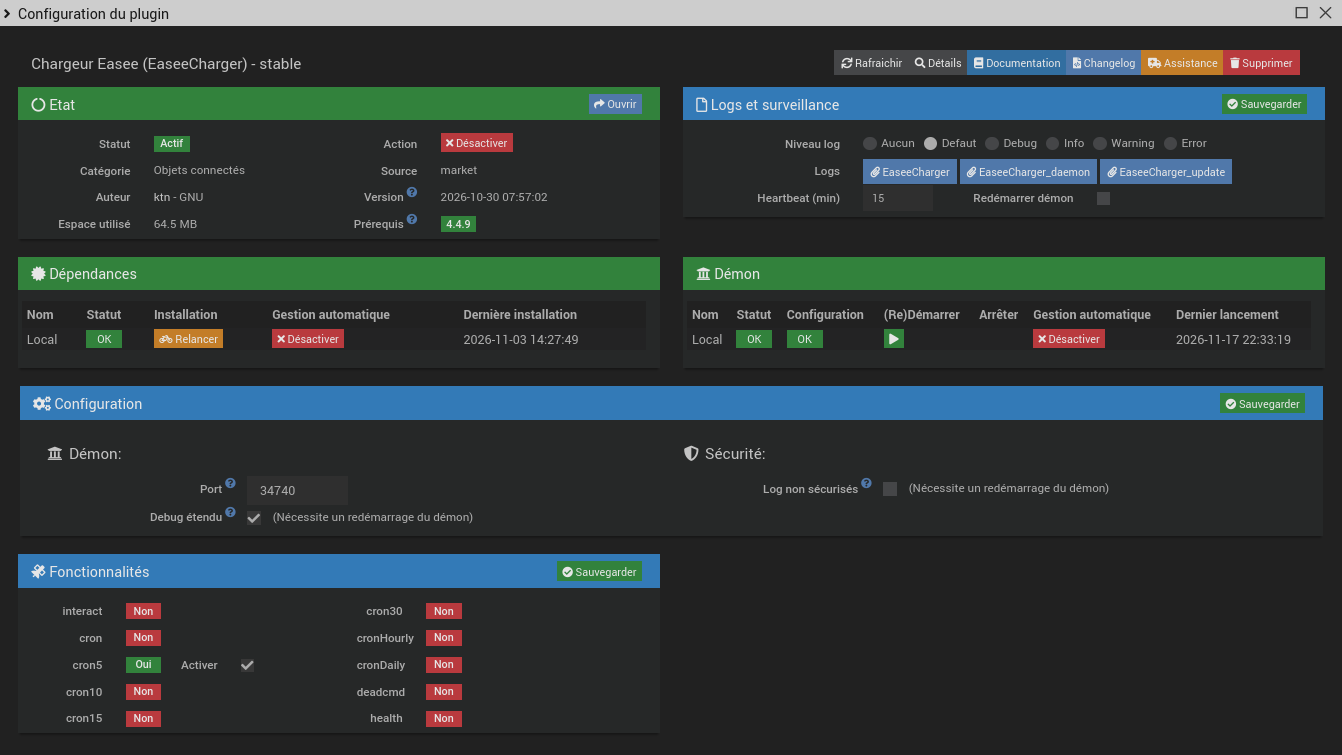 Configuration du plugin
Chargeur Easee (EaseeCharger) - stable
Rafraichir Détails Documentation Changelog Assistance Supprimer
Etat Ouvrir
Statut Actif Action Désactiver
Catégorie Objets connectés Source market
Auteur ktn - GNU Version 2026-10-30 07:57:02
Espace utilisé 64.5 MB Prérequis 4.4.9
Logs et surveillance Sauvegarder
Niveau log Aucun Defaut Debug Info Warning Error
Logs EaseeCharger EaseeCharger_daemon EaseeCharger_update
Heartbeat (min) 15 Redémarrer démon
Dépendances
Nom Statut Installation Gestion automatique Dernière installation
Local OK Relancer Désactiver 2026-11-03 14:27:49
Démon
Nom Statut Configuration (Re)Démarrer Arrêter Gestion automatique Dernier lancement
Local OK OK Désactiver 2026-11-17 22:33:19
Configuration Sauvegarder
Démon:
Port 34740
Debug étendu (Nécessite un redémarrage du démon)
Sécurité:
Log non sécurisés (Nécessite un redémarrage du démon)
Fonctionnalités Sauvegarder
interact Non cron30 Non
cron Non cronHourly Non
cron5 Oui Activer cronDaily Non
cron10 Non deadcmd Non
cron15 Non health Non